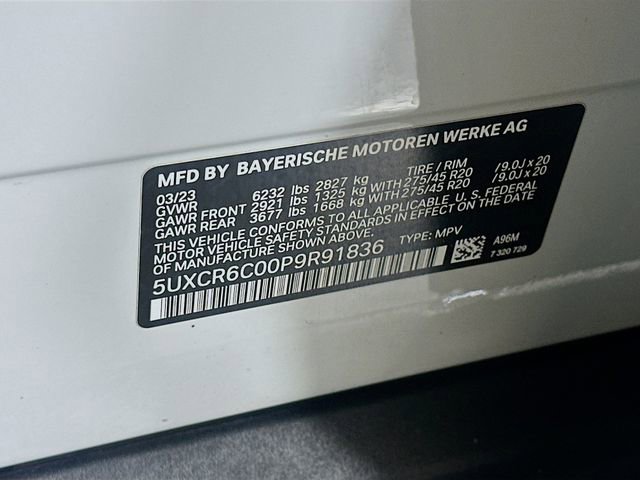 MFD BY BAYERISCHE MOTOREN WERKE AG
03/23 TIRE / RIM
GVWR 6232 lbs 2827 kg
GAWR FRONT 2921 lbs 1325 kg WITH 275/45 R20 / 9.0J x 20
GAWR REAR 3677 lbs 1668 kg WITH 275/45 R20 / 9.0J x 20
THIS VEHICLE CONFORMS TO ALL APPLICABLE U. S. FEDERAL
MOTOR VEHICLE SAFETY STANDARDS IN EFFECT ON THE DATE
OF MANUFACTURE SHOWN ABOVE.
5UXCR6C00P9R91836 TYPE: MPV A96M
7 320 729